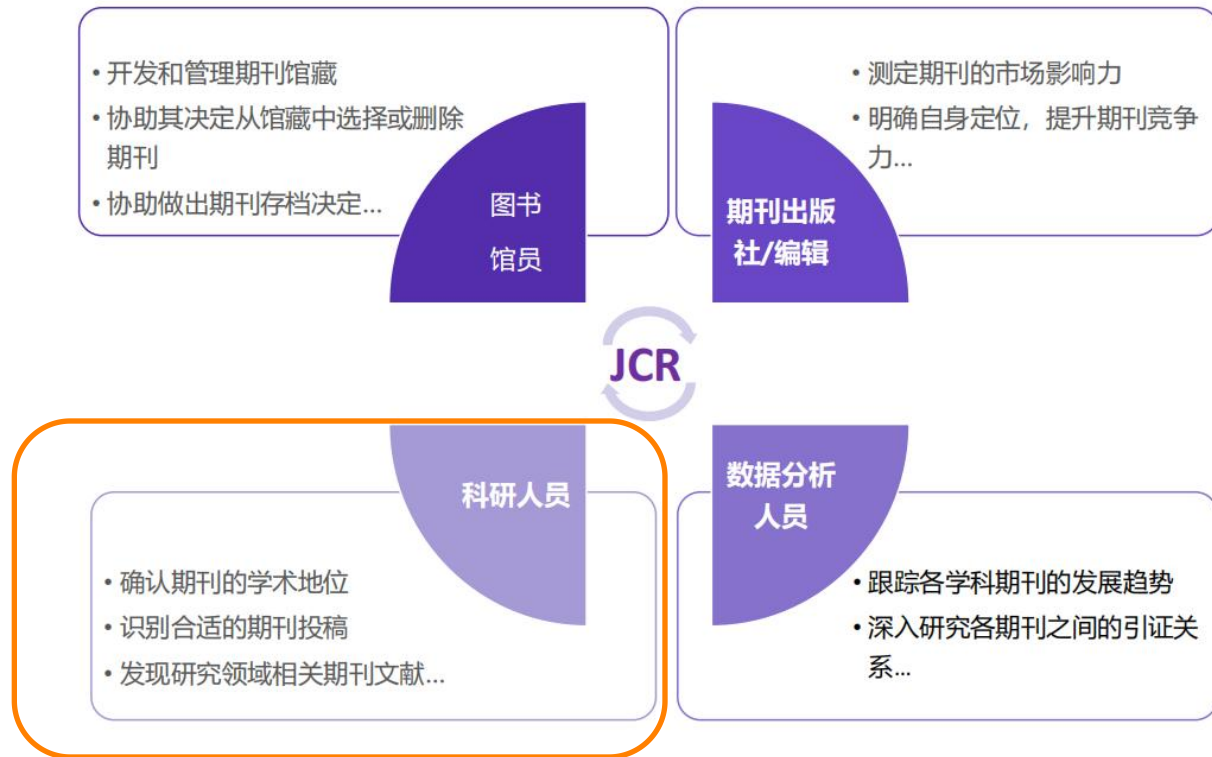 • 开发和管理期刊馆藏
• 协助其决定从馆藏中选择或删除
期刊
• 协助做出期刊存档决定...
图书
馆员
• 测定期刊的市场影响力
• 明确自身定位，提升期刊竞争
力...
期刊出版
社/编辑
JCR
科研人员
• 确认期刊的学术地位
• 识别合适的期刊投稿
• 发现研究领域相关期刊文献...
数据分析
人员
• 跟踪各学科期刊的发展趋势
• 深入研究各期刊之间的引证关
系...